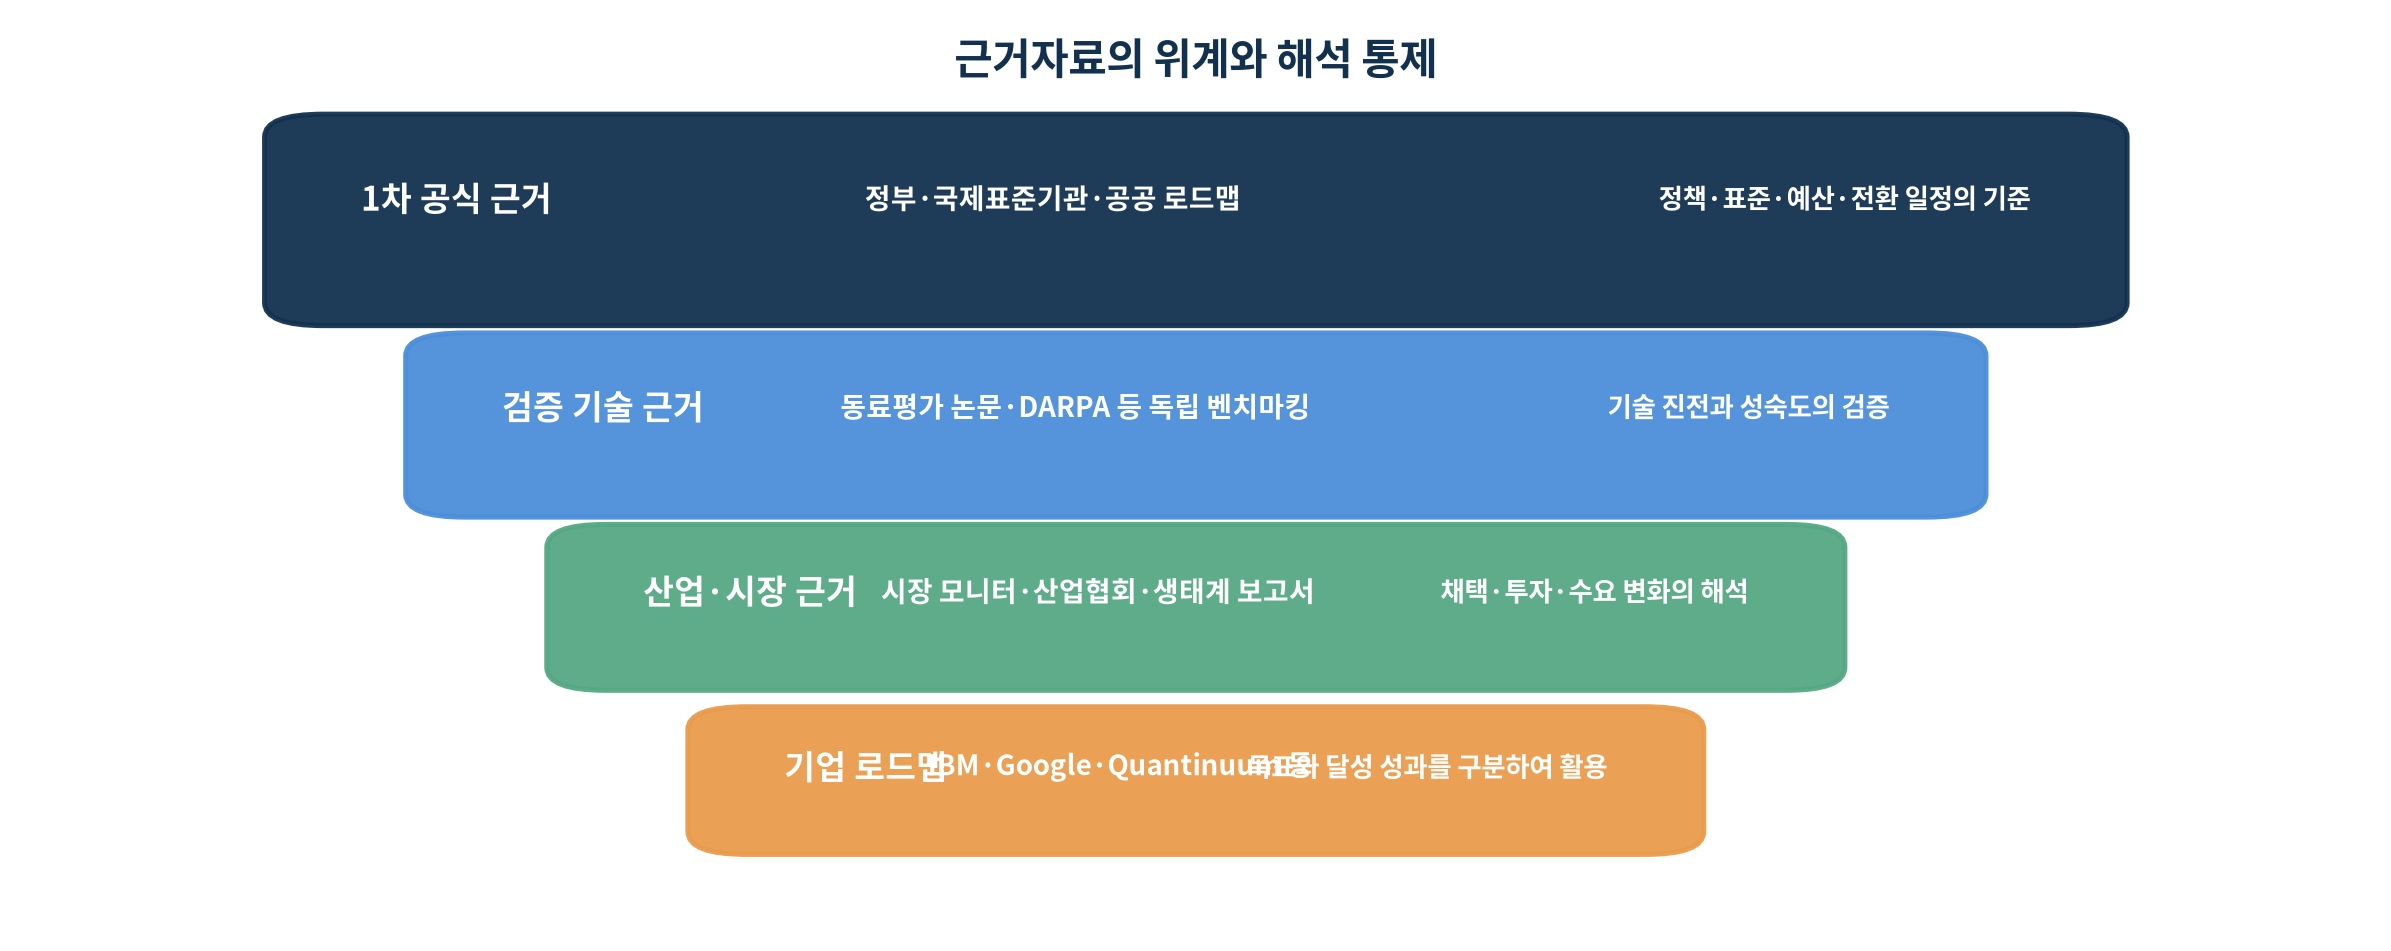 근거자료의 위계와 해석 통제
1차 공식 근거 정부·국제표준기관·공공 로드맵 정책·표준·예산·전환 일정의 기준
검증 기술 근거 동료평가 논문·DARPA 등 독립 벤치마킹 기술 진전과 성숙도의 검증
산업·시장 근거 시장 모니터·산업협회·생태계 보고서 채택·투자·수요 변화의 해석
기업 로드맵 IBM·Google·Quantinuum 등 목표와 달성 성과를 구분하여 활용